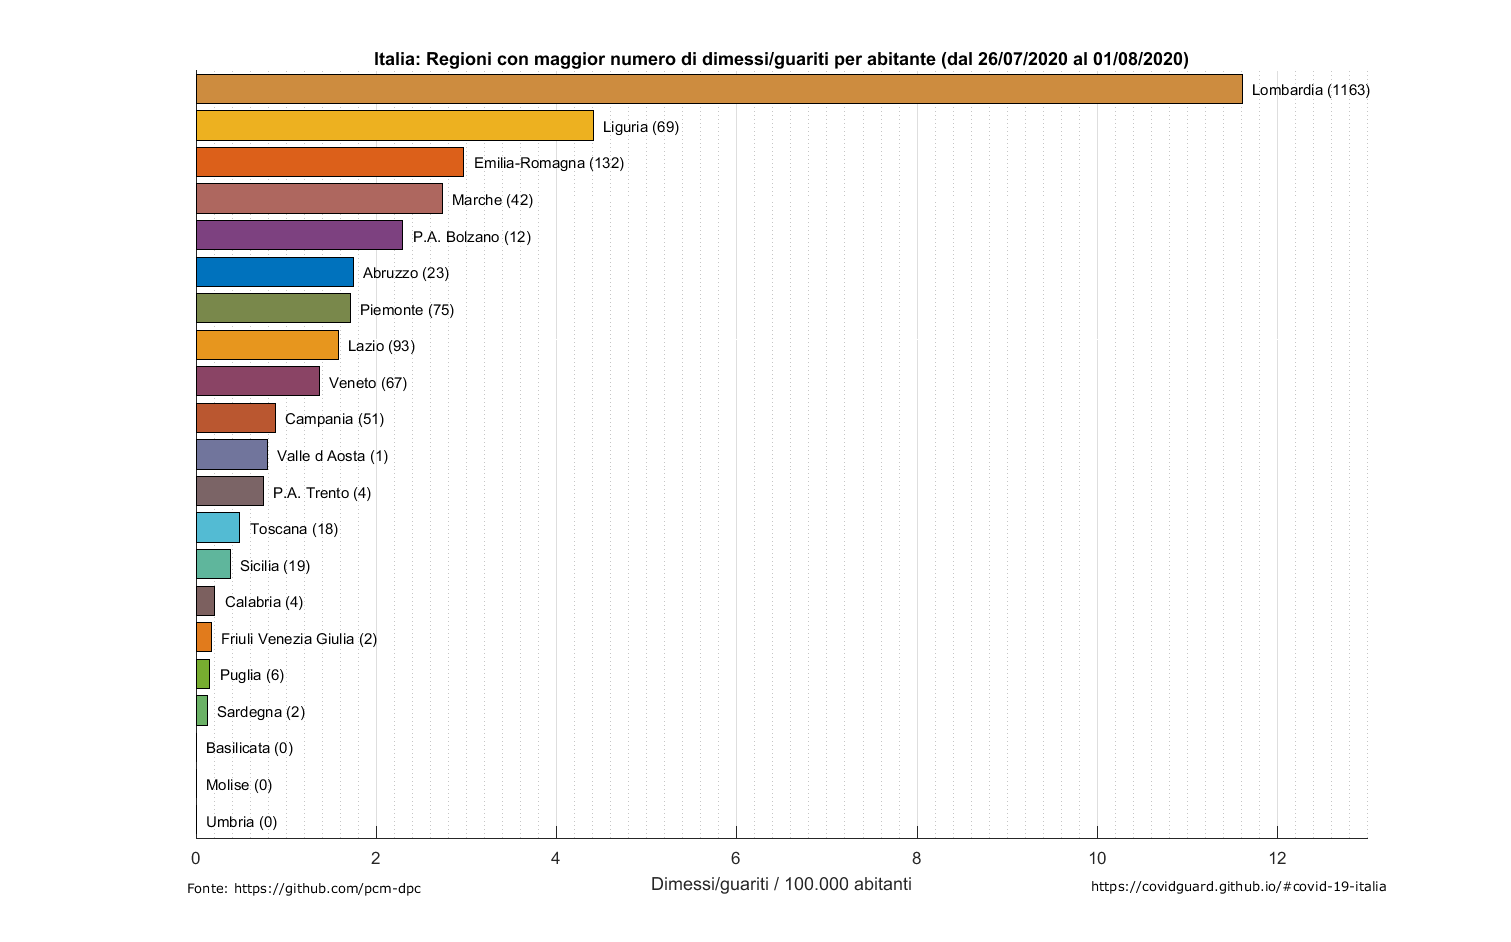 Italia: Regioni con maggior numero di dimessi/guariti per abitante (dal 26/07/2020 al 01/08/2020)
Lombardia (1163)
Liguria (69)
Emilia-Romagna (132)
Marche (42)
P.A. Bolzano (12)
Abruzzo (23)
Piemonte (75)
Lazio (93)
Veneto (67)
Campania (51)
Valle d Aosta (1)
P.A. Trento (4)
Toscana (18)
Sicilia (19)
Calabria (4)
Friuli Venezia Giulia (2)
Puglia (6)
Sardegna (2)
Basilicata (0)
Molise (0)
Umbria (0)
0 2 4 6 8 10 12
Dimessi/guariti / 100.000 abitanti
Fonte: https://github.com/pcm-dpc
https://covidguard.github.io/#covid-19-italia